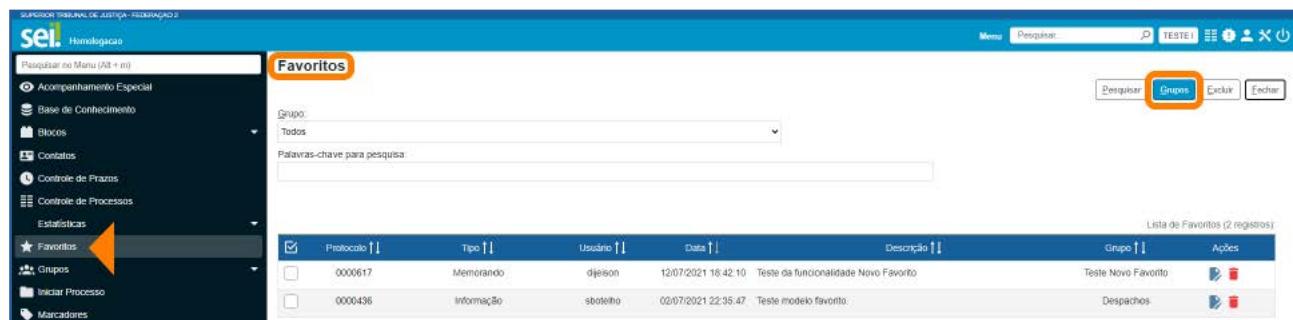 SUPERIOR TRIBUNAL DE JUSTIÇA - FEDERAÇÃO 2
sei. Homologacao
Menu Pesquisar... TESTE I
Pesquisar no Menu (Alt + m)
Acompanhamento Especial
Base de Conhecimento
Blocos
Contatos
Controle de Prazos
Controle de Processos
Estatísticas
Favoritos
Grupos
Iniciar Processo
Marcadores
Favoritos
Pesquisar Grupos Excluir Fechar
Grupo:
Todos
Palavras-chave para pesquisa:
Lista de Favoritos (2 registros):
Protocolo Tipo Usuário Data Descrição Grupo Ações
0000617 Memorando dijeison 12/07/2021 18:42:10 Teste da funcionalidade Novo Favorito Teste Novo Favorito
0000436 Informação sbotelho 02/07/2021 22:35:47 Teste modelo favorito. Despachos